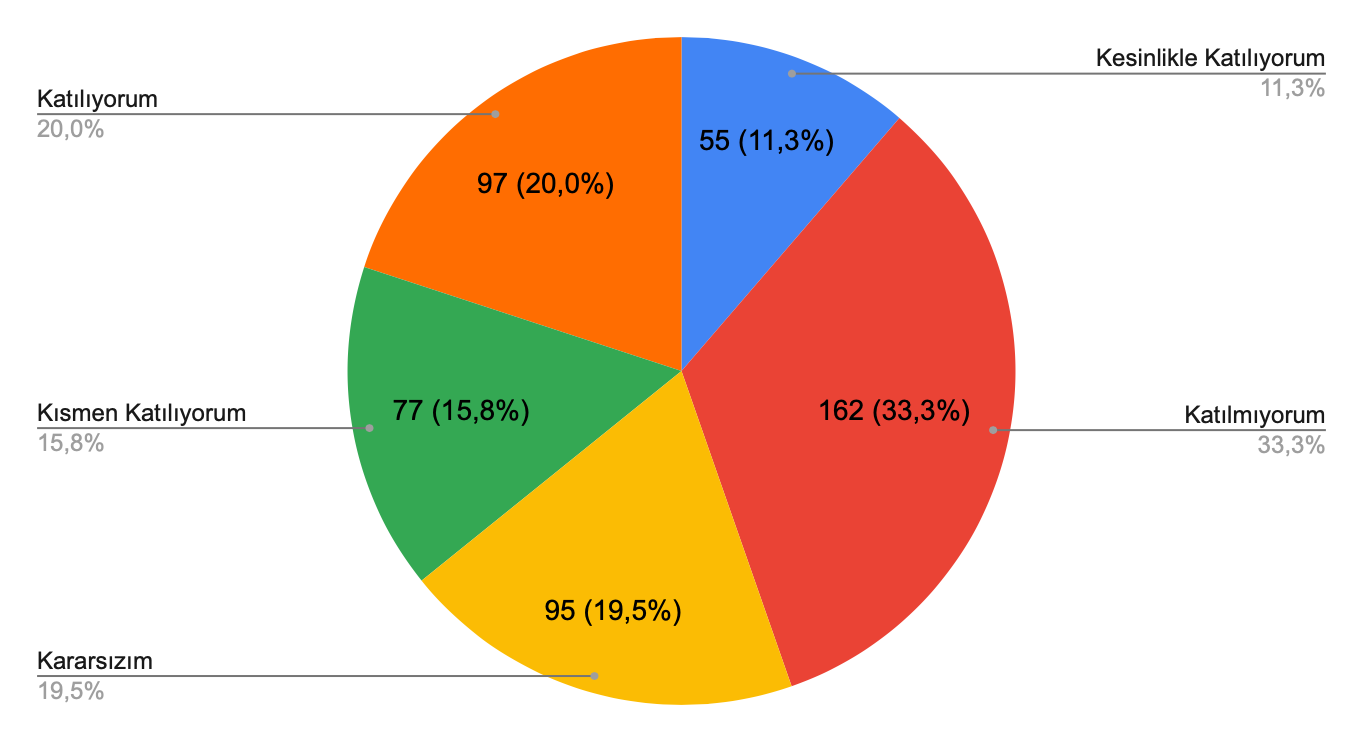 Kesinlikle Katılıyorum
11,3%
Katılıyorum
20,0%
55 (11,3%)
97 (20,0%)
Kısmen Katılıyorum
15,8%
77 (15,8%)
162 (33,3%)
Katılmıyorum
33,3%
95 (19,5%)
Kararsızım
19,5%